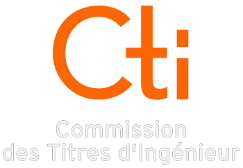 Cti
Commission
des Titres d'Ingénieur